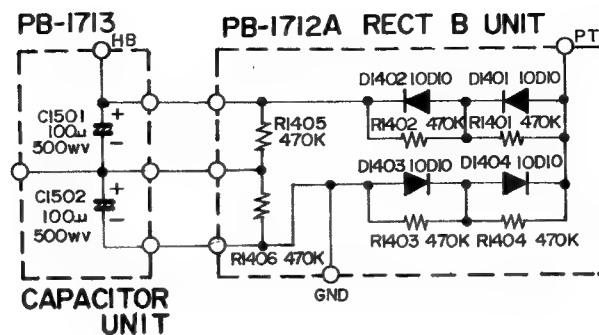 PB-1713
PB-1712A RECT B UNIT
HB
PT
D1402 10D10 D1401 10D10
C1501
100μ
500WV
+
−
R1405
470K
R1402 470K R1401 470K
D1403 10D10 D1404 10D10
C1502
100μ
500WV
+
−
R1403 470K R1404 470K
R1406 470K
GND
CAPACITOR
UNIT